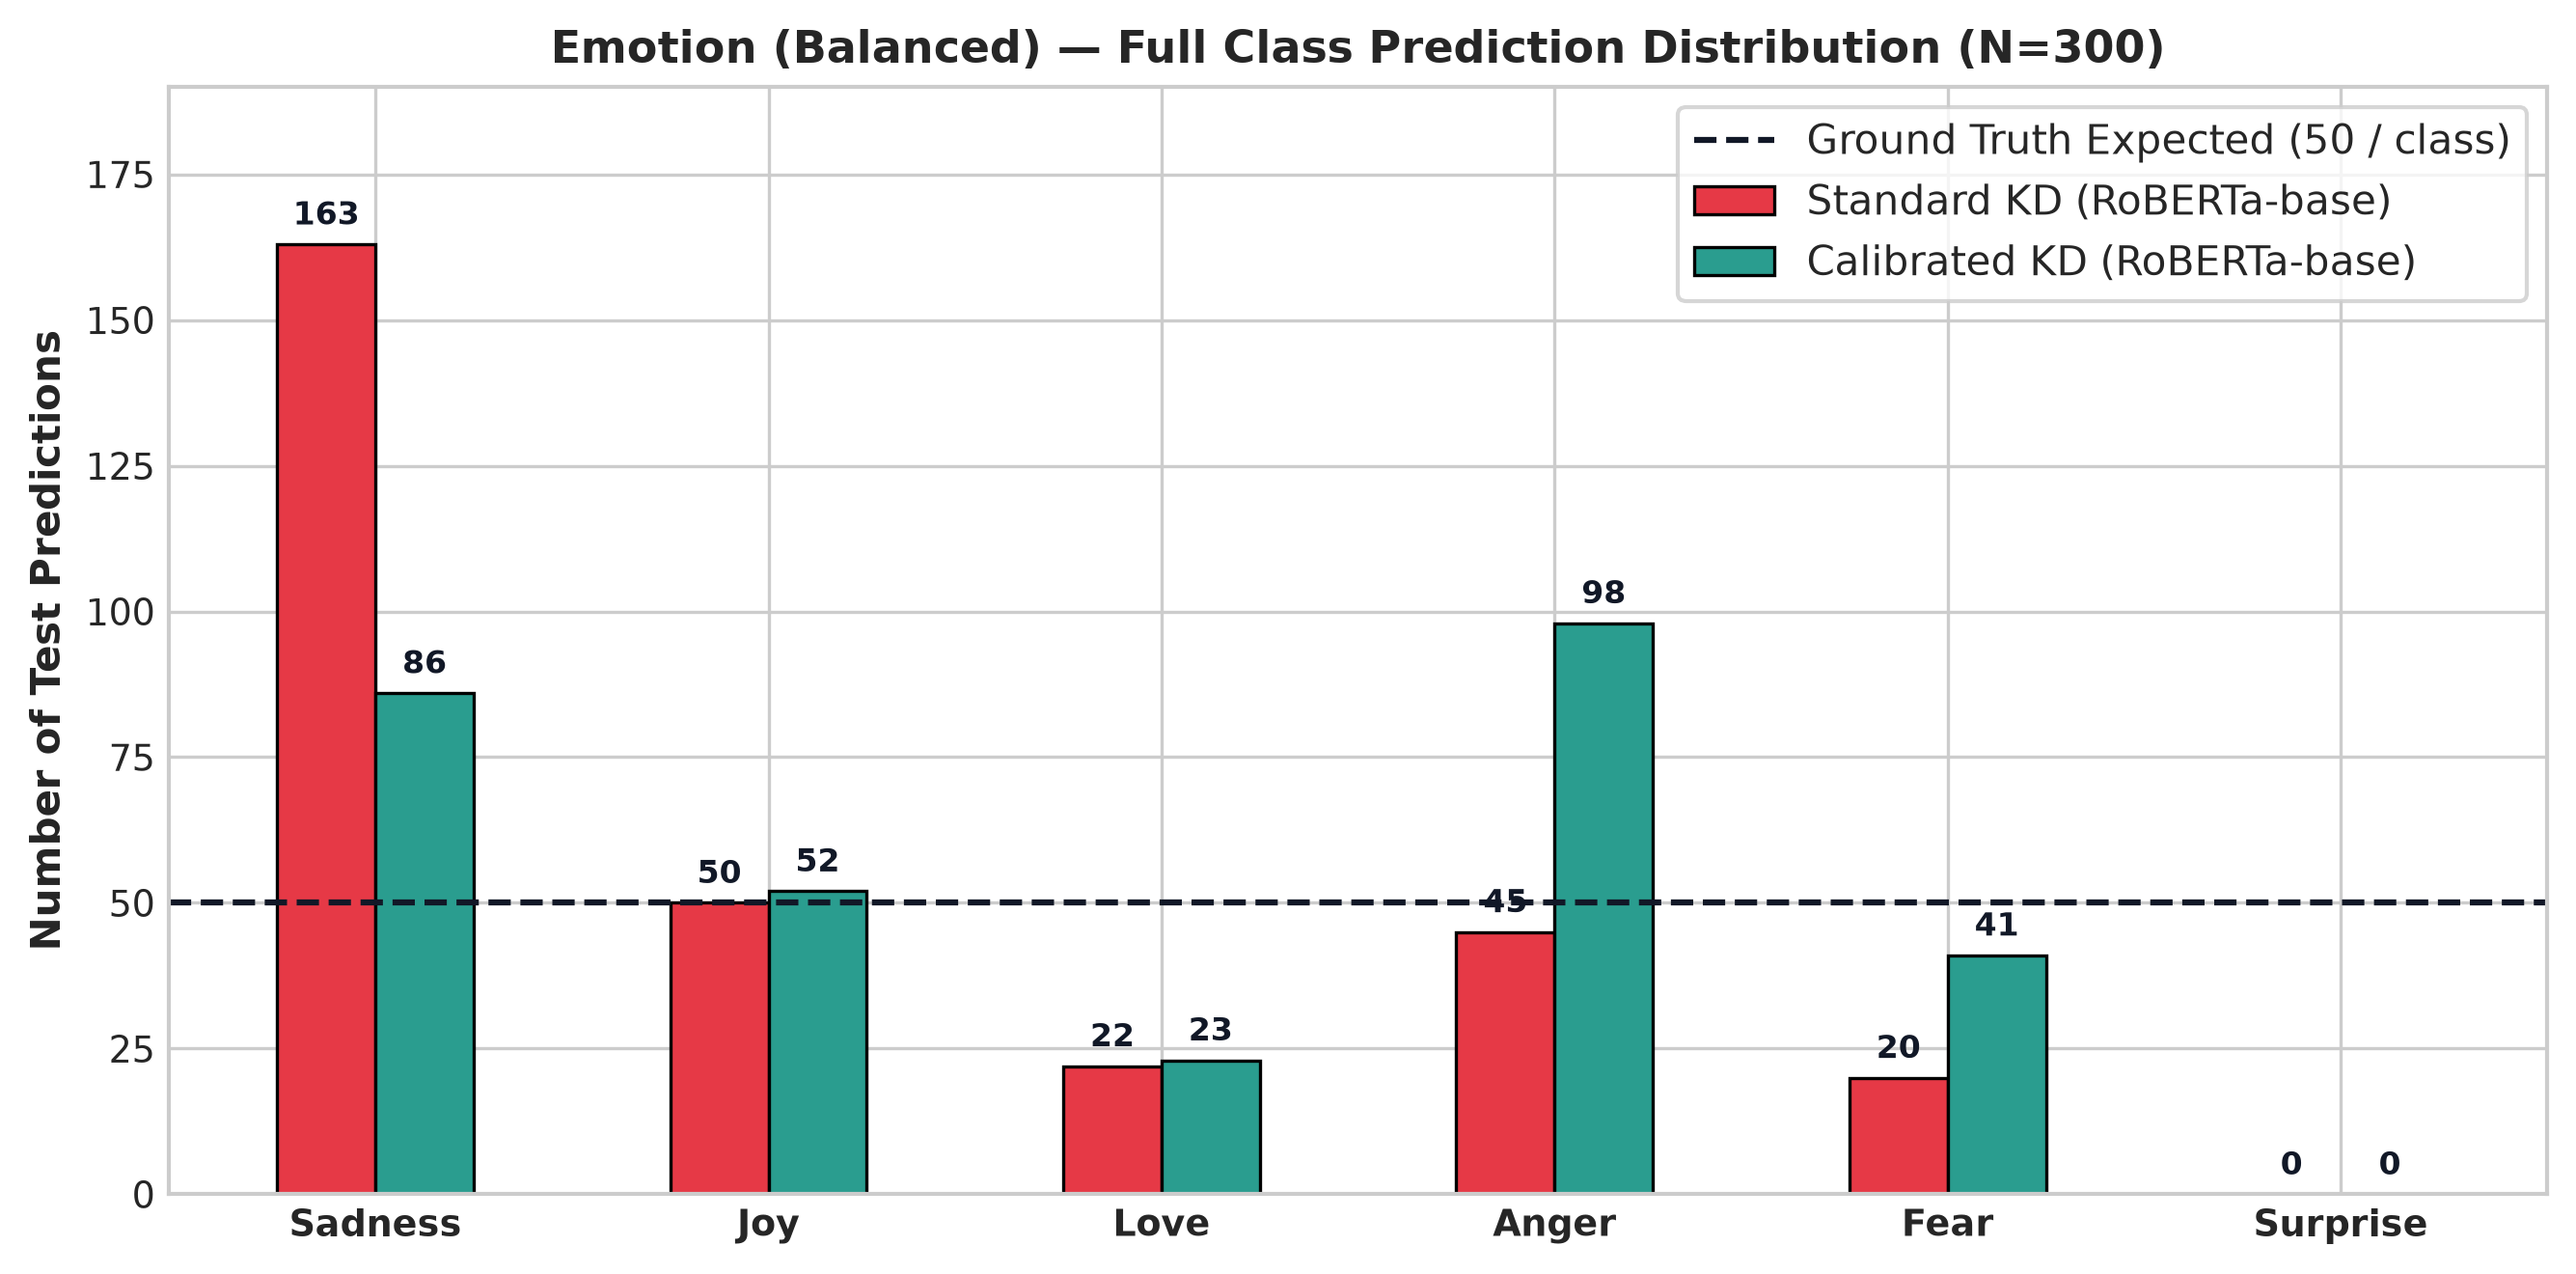 Emotion (Balanced) — Full Class Prediction Distribution (N=300)
Ground Truth Expected (50 / class)
Standard KD (RoBERTa-base)
Calibrated KD (RoBERTa-base)
Number of Test Predictions
175
150
125
100
75
50
25
0
163
86
50
52
22
23
45
98
20
41
0
0
Sadness
Joy
Love
Anger
Fear
Surprise